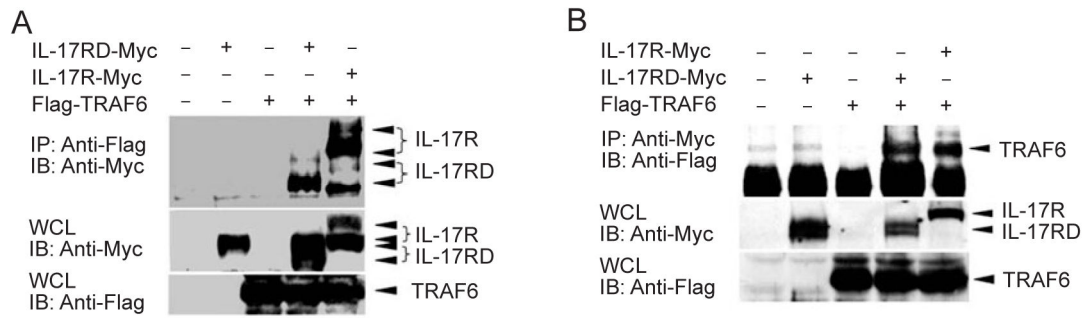 A
IL-17RD-Myc – + – + –
IL-17R-Myc – – – – +
Flag-TRAF6 – – + + +
IP: Anti-Flag
IB: Anti-Myc
IL-17R
IL-17RD
WCL
IB: Anti-Myc
IL-17R
IL-17RD
WCL
IB: Anti-Flag
TRAF6
B
IL-17R-Myc – – – – +
IL-17RD-Myc – + – + –
Flag-TRAF6 – – + + +
IP: Anti-Myc
IB: Anti-Flag
TRAF6
WCL
IB: Anti-Myc
IL-17R
IL-17RD
WCL
IB: Anti-Flag
TRAF6